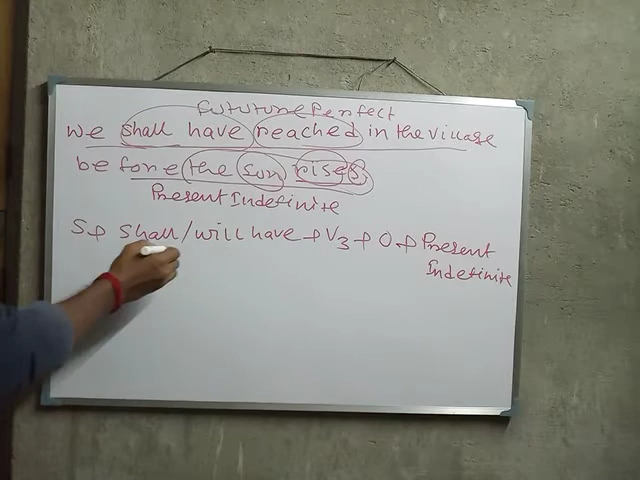 Fututure Perfect
We shall have reached in the village
before the sun rises
Present Indefinite
S+ shall/will have + V3 + O + Present
Indefinite